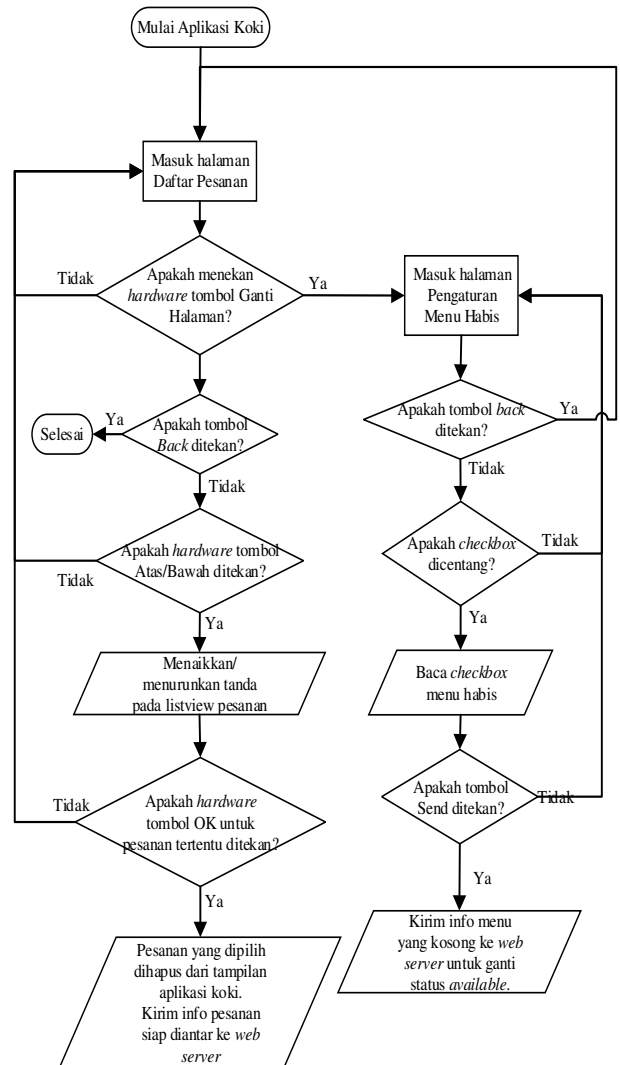 Mulai Aplikasi Koki
Masuk halaman
Daftar Pesanan
Tidak
Apakah menekan
hardware tombol Ganti
Halaman?
Ya
Masuk halaman
Pengaturan
Menu Habis
Selesai
Ya
Apakah tombol
Back ditekan?
Tidak
Apakah tombol back
ditekan?
Ya
Tidak
Apakah hardware tombol
Atas/Bawah ditekan?
Tidak
Ya
Apakah checkbox
dicentang?
Tidak
Ya
Menaikkan/
menurunkan tanda
pada listview pesanan
Baca checkbox
menu habis
Tidak
Apakah hardware
tombol OK untuk
pesanan tertentu ditekan?
Ya
Apakah tombol
Send ditekan?
Tidak
Ya
Pesanan yang dipilih
dihapus dari tampilan
aplikasi koki.
Kirim info pesanan
siap diantar ke web
server
Kirim info menu
yang kosong ke web
server untuk ganti
status available.